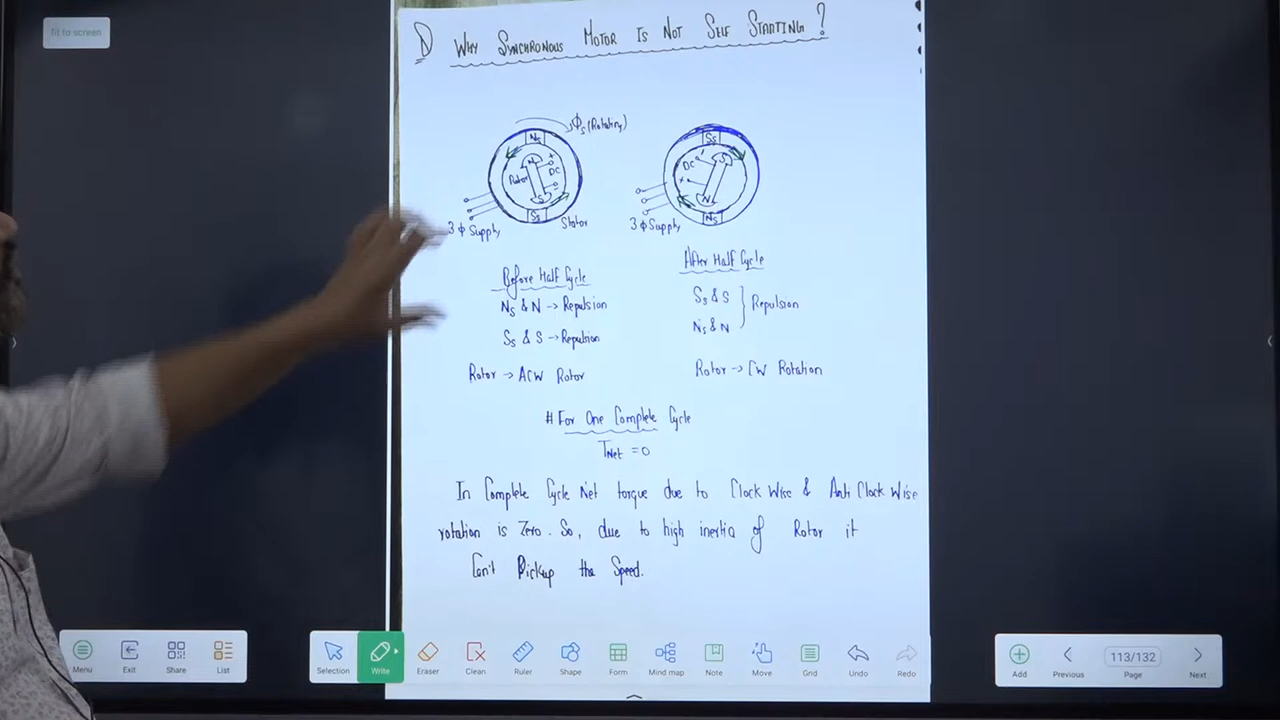 fit to screen
1) WHY SYNCHRONOUS MOTOR IS NOT SELF STARTING?
Φs (Rotating)
Ns
N
+
Rotor
DC
-
S
Ss
3 Φ Supply
Stator
Ss
DC
-
S
+
N
Ns
3 Φ Supply
Before Half Cycle
Ns & N → Repulsion
Ss & S → Repulsion
Rotor → ACW Rotor
After Half Cycle
Ss & S
Ns & N
} Repulsion
Rotor → CW Rotation
# For One Complete Cycle
TNet = 0
In Complete Cycle Net torque due to Clock Wise & Anti Clock Wise
rotation is Zero. So, due to high inertia of Rotor it
Can't Pickup the Speed.
Menu
Exit
Share
List
Selection
Write
Eraser
Clean
Ruler
Shape
Form
Mind map
Note
Move
Grid
Undo
Redo
Add
Previous
113/132
Page
Next